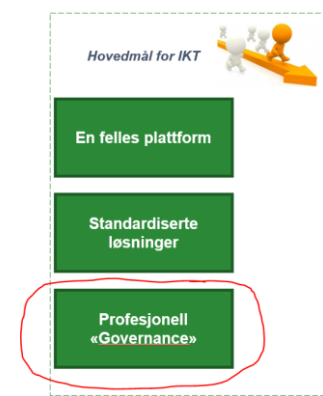 Hovedmål for IKT
En felles plattform
Standardiserte
løsninger
Profesjonell
«Governance»